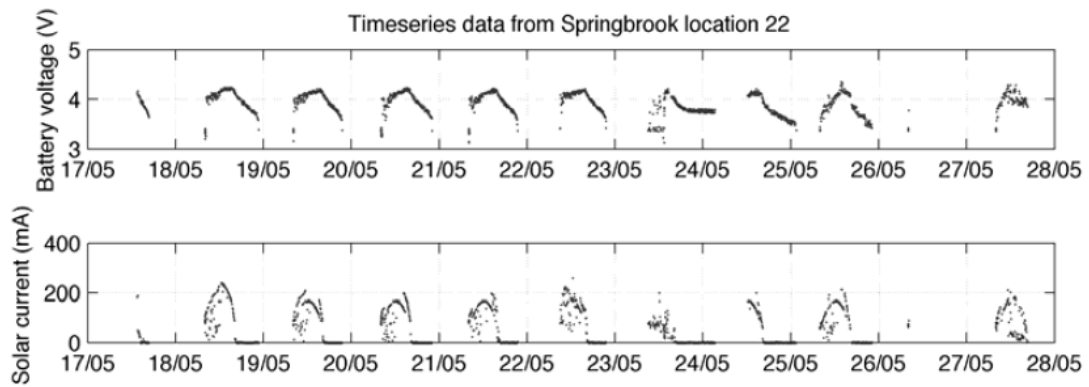 Timeseries data from Springbrook location 22
Battery voltage (V)
5
4
3
17/05 18/05 19/05 20/05 21/05 22/05 23/05 24/05 25/05 26/05 27/05 28/05
Solar current (mA)
400
200
0
17/05 18/05 19/05 20/05 21/05 22/05 23/05 24/05 25/05 26/05 27/05 28/05